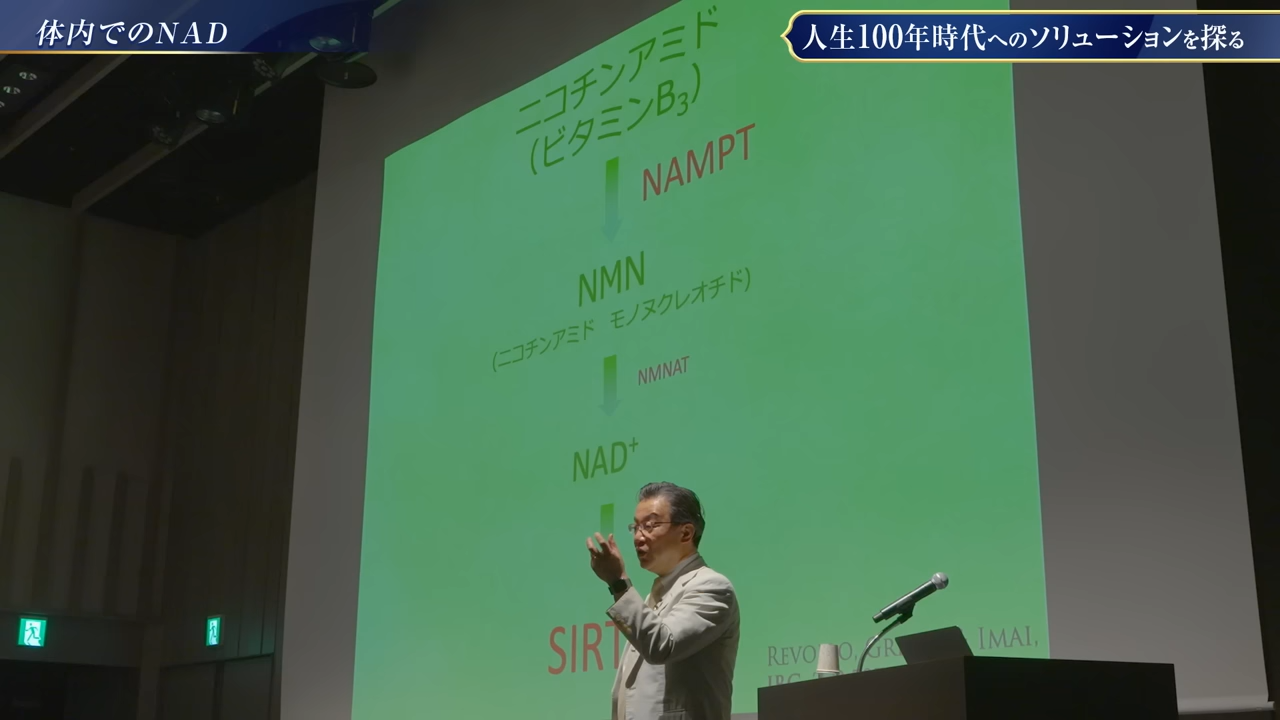 体内でのNAD
人生100年時代へのソリューションを探る
ニコチンアミド
(ビタミンB₃)
NAMPT
NMN
(ニコチンアミド モノヌクレオチド)
NMNAT
NAD⁺
IMAI,